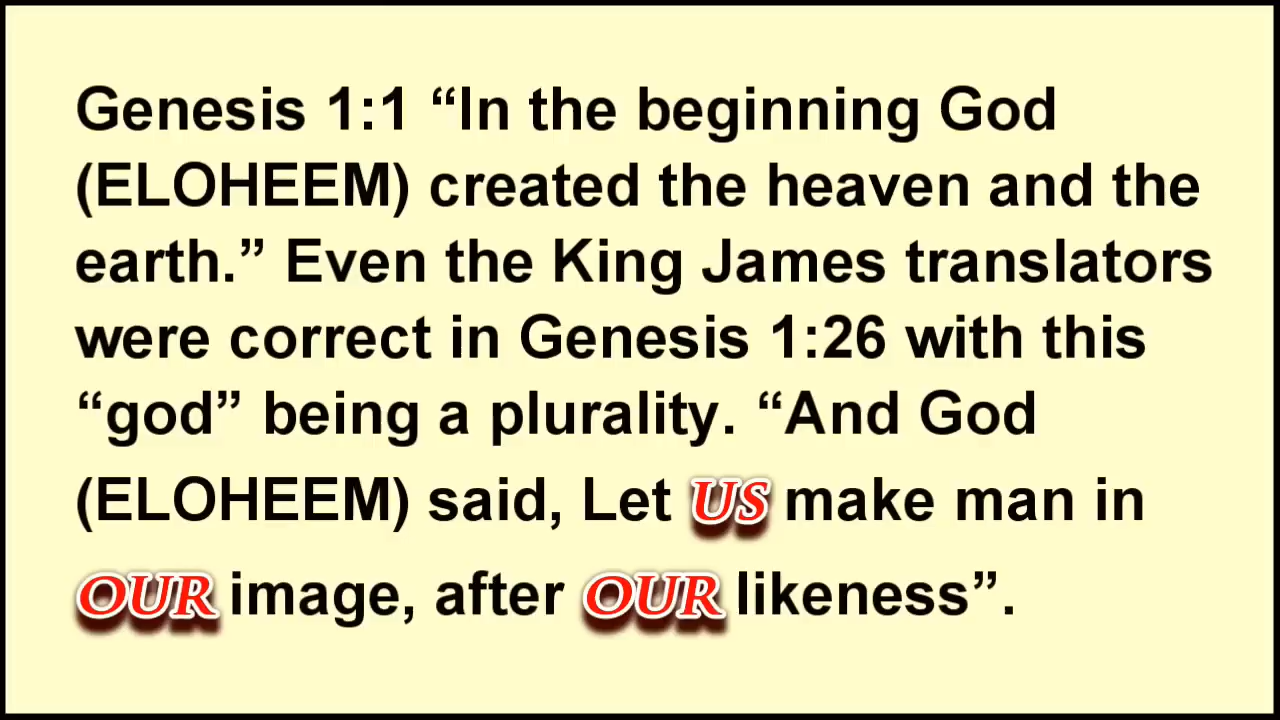 Genesis 1:1 “In the beginning God
(ELOHEEM) created the heaven and the
earth.” Even the King James translators
were correct in Genesis 1:26 with this
“god” being a plurality. “And God
(ELOHEEM) said, Let US make man in
OUR image, after OUR likeness”.